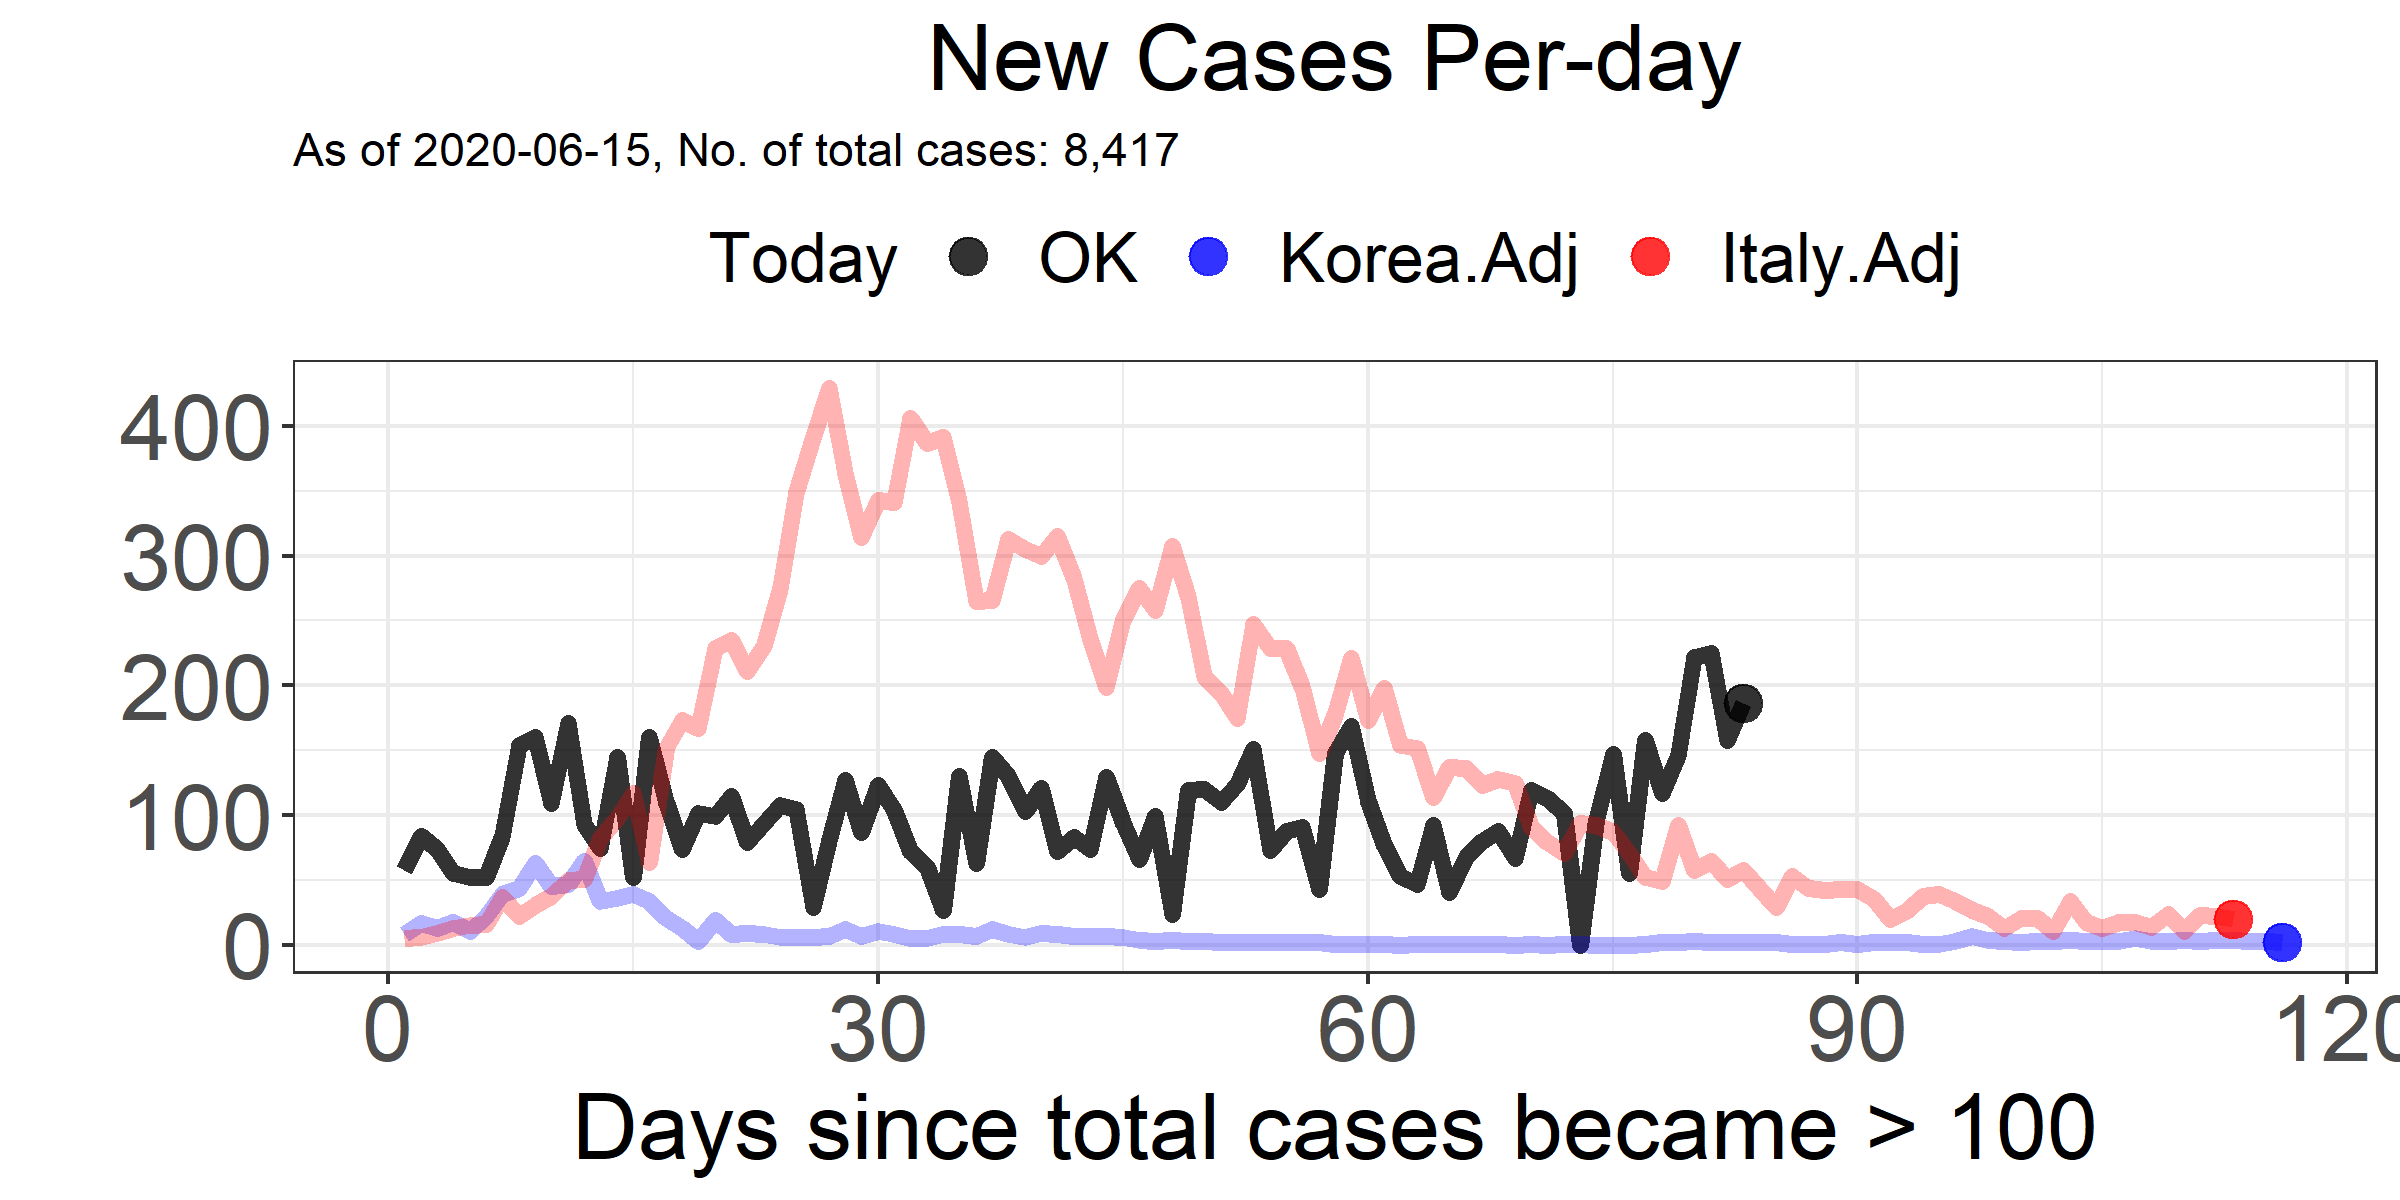 New Cases Per-day
As of 2020-06-15, No. of total cases: 8,417
Today OK Korea.Adj Italy.Adj
400
300
200
100
0
0 30 60 90 120
Days since total cases became > 100